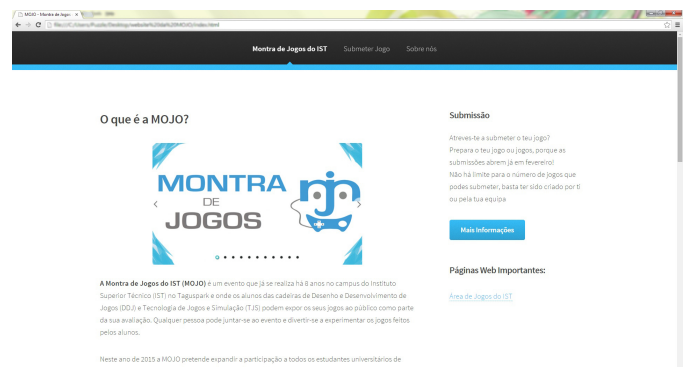 MOJO - Montra de Jogos
Montra de Jogos do IST Submeter Jogo Sobre nós
O que é a MOJO?
MONTRA
DE
JOGOS
A Montra de Jogos do IST (MOJO) é um evento que já se realiza há 8 anos no campus do Instituto
Superior Técnico (IST) no Taguspark e onde os alunos das cadeiras de Desenho e Desenvolvimento de
Jogos (DDJ) e Tecnologia de Jogos e Simulação (TJS) podem expor os seus jogos ao público como parte
da sua avaliação. Qualquer pessoa pode juntar-se ao evento e divertir-se a experimentar os jogos feitos
pelos alunos.
Neste ano de 2015 a MOJO pretende expandir a participação a todos os estudantes universitários de
Submissão
Atreves-te a submeter o teu jogo?
Prepara o teu jogo ou jogos, porque as
submissões abrem já em fevereiro!
Não há limite para o número de jogos que
podes submeter, basta ter sido criado por ti
ou pela tua equipa
Mais Informações
Páginas Web Importantes:
Área de Jogos do IST